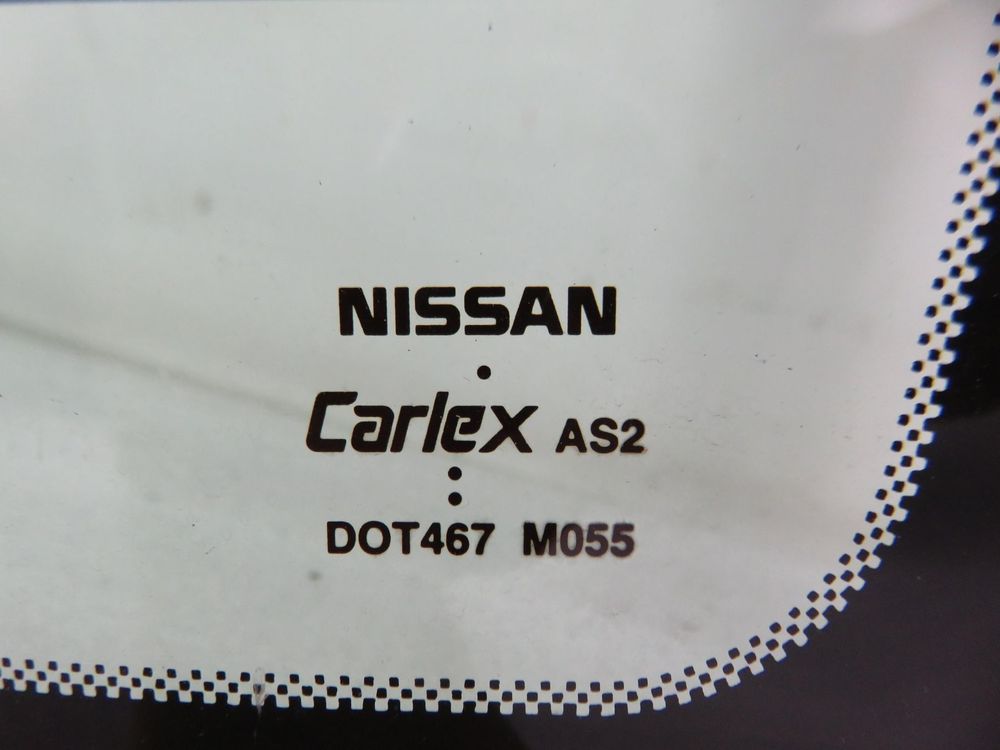 NISSAN
Carlex AS2
DOT467 M055